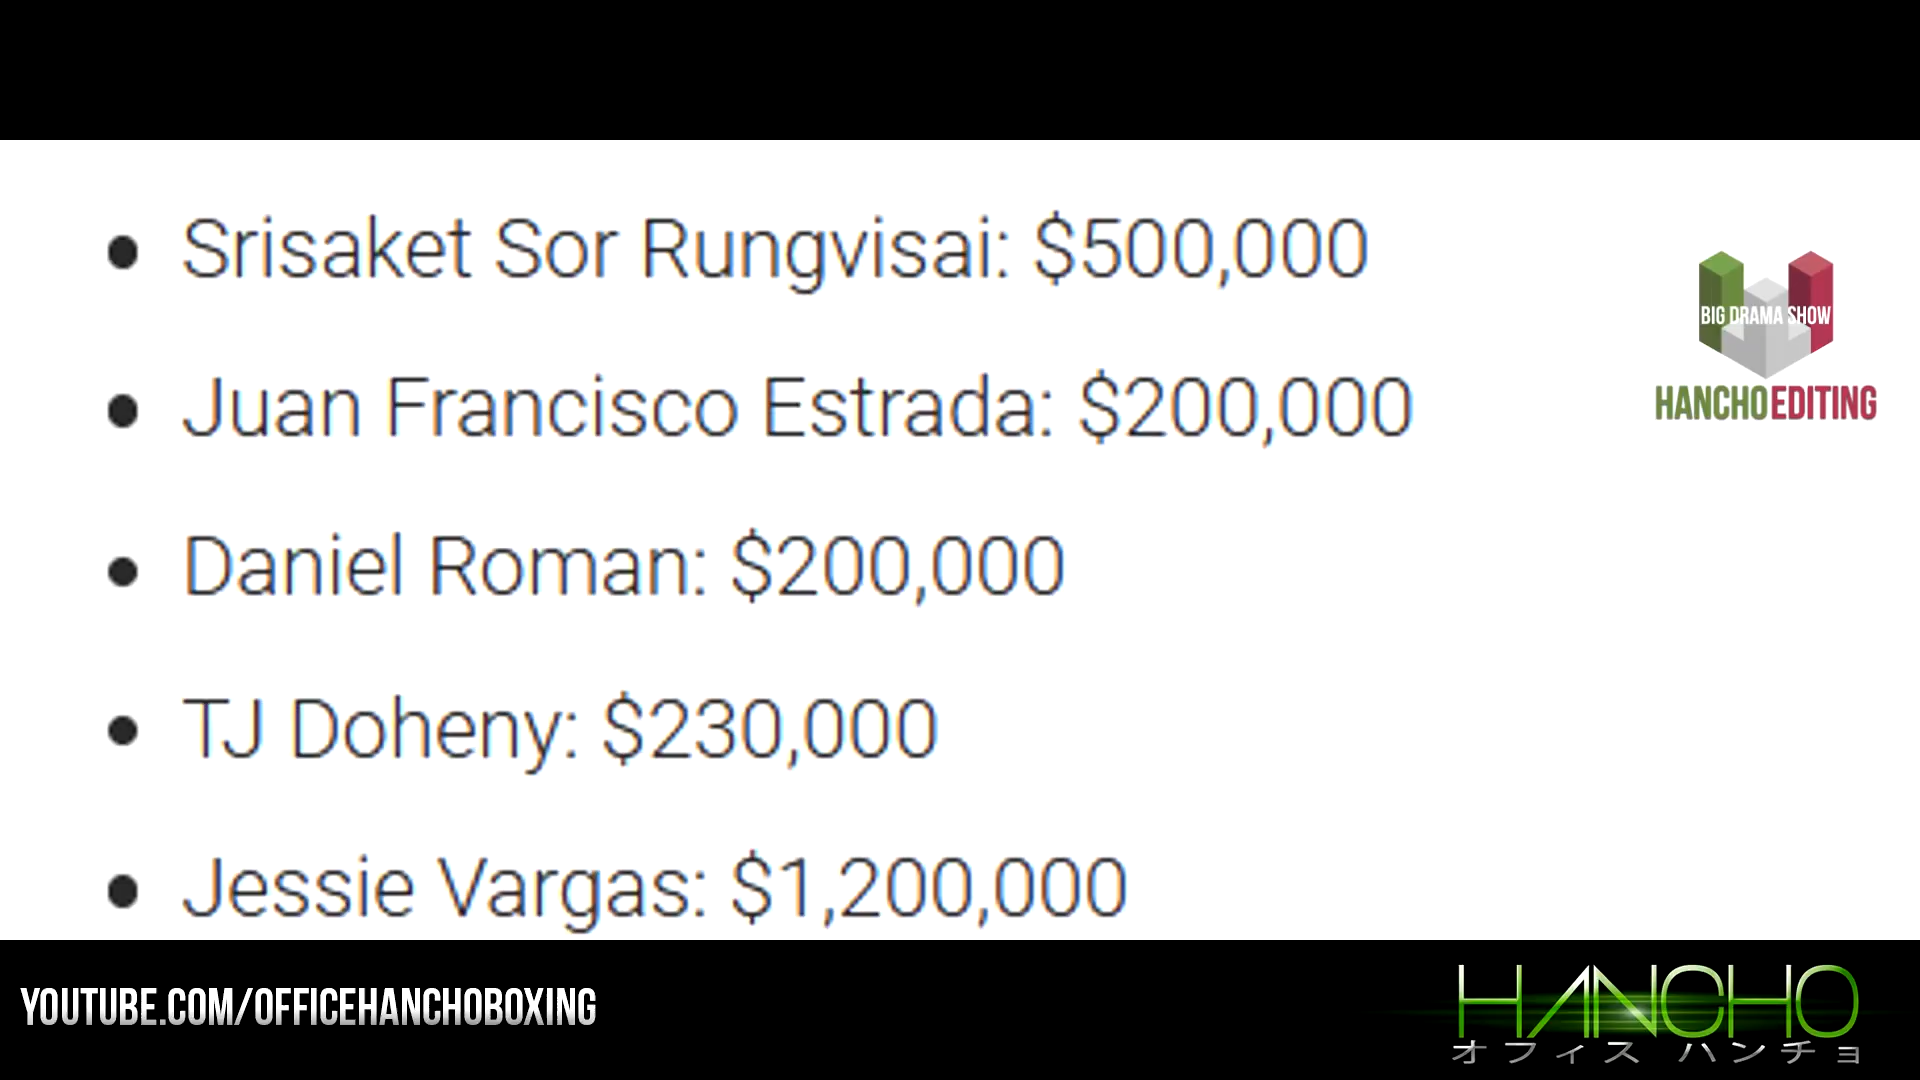 • Srisaket Sor Rungvisai: $500,000
BIG DRAMA SHOW
HANCHOEDITING
• Juan Francisco Estrada: $200,000
• Daniel Roman: $200,000
• TJ Doheny: $230,000
• Jessie Vargas: $1,200,000
YOUTUBE.COM/OFFICEHANCHOBOXING
HANCHO
オフィス ハンチョ